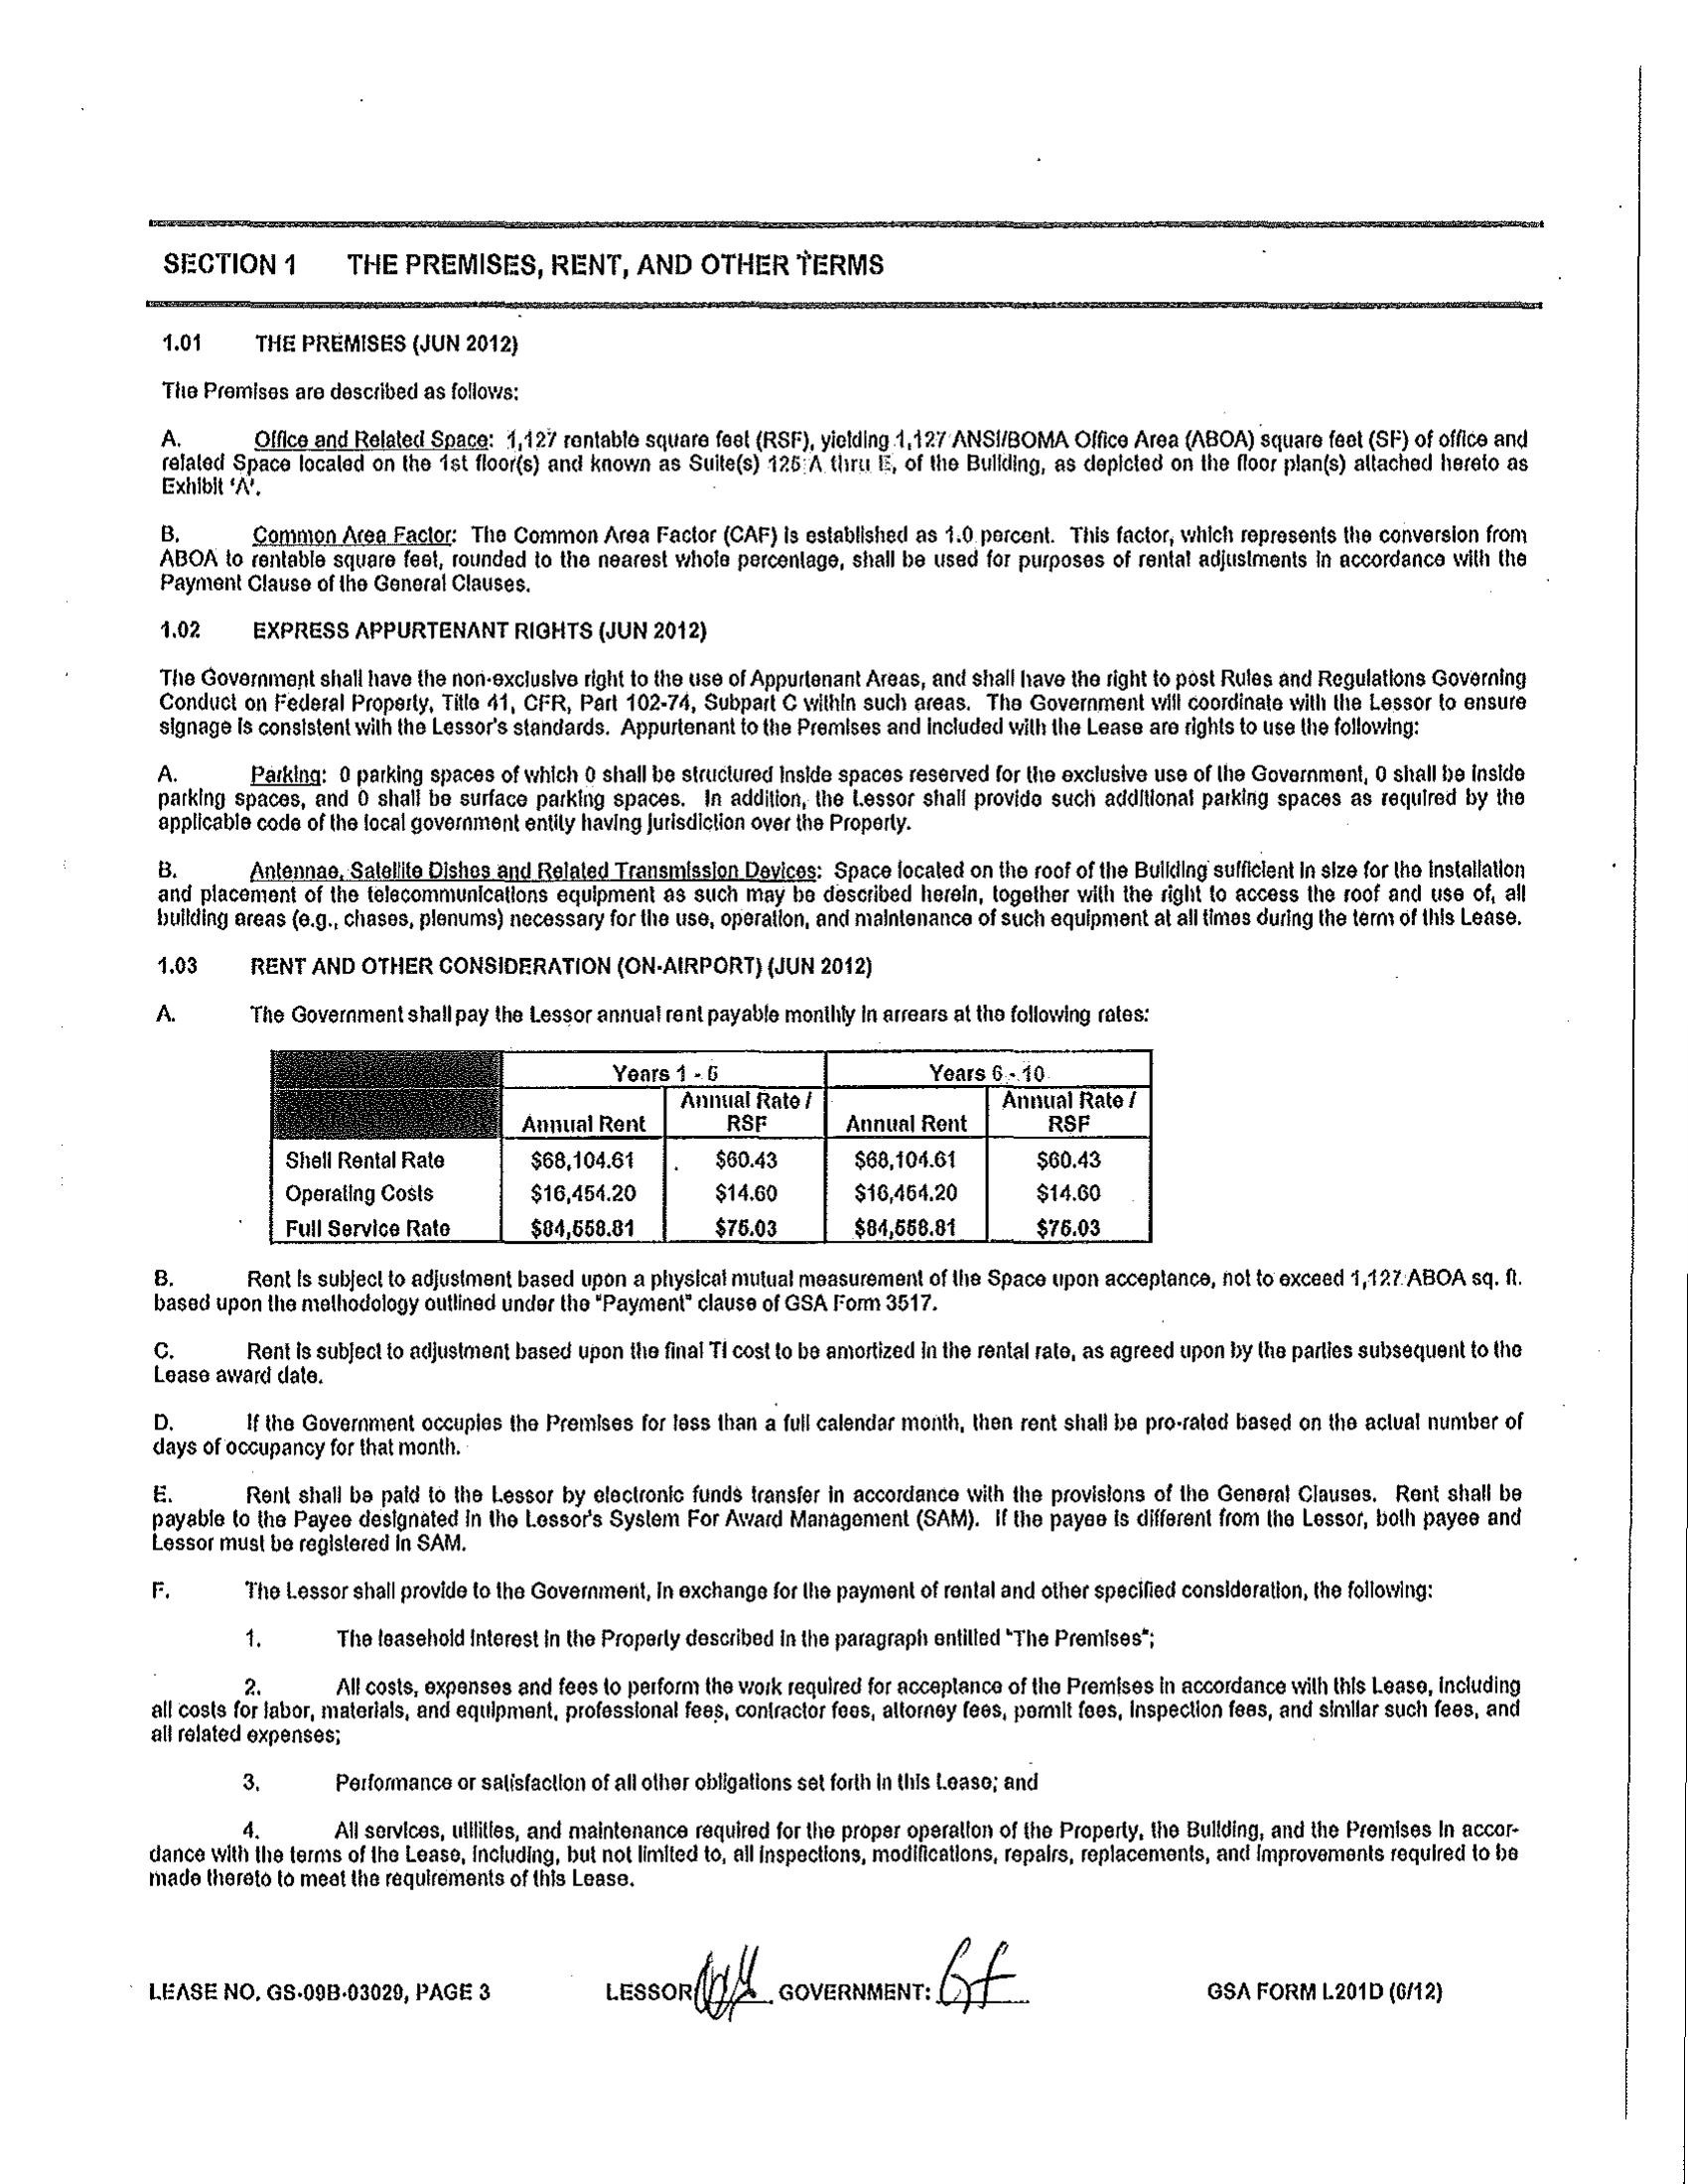 SECTION 1 THE PREMISES, RENT, AND OTHER TERMS
1.01 THE PREMISES (JUN 2012)
The Premises are described as follows:
A. Office and Related Space: 1,127 rentable square feet (RSF), yielding 1,127 ANSI/BOMA Office Area (ABOA) square feet (SF) of office and
related Space located on the 1st floor(s) and known as Suite(s) 125 A thru E, of the Building, as depicted on the floor plan(s) attached hereto as
Exhibit 'A'.
B. Common Area Factor: The Common Area Factor (CAF) is established as 1.0 percent. This factor, which represents the conversion from
ABOA to rentable square feet, rounded to the nearest whole percentage, shall be used for purposes of rental adjustments in accordance with the
Payment Clause of the General Clauses.
1.02 EXPRESS APPURTENANT RIGHTS (JUN 2012)
The Government shall have the non-exclusive right to the use of Appurtenant Areas, and shall have the right to post Rules and Regulations Governing
Conduct on Federal Property, Title 41, CFR, Part 102-74, Subpart C within such areas. The Government will coordinate with the Lessor to ensure
signage is consistent with the Lessor's standards. Appurtenant to the Premises and included with the Lease are rights to use the following:
A. Parking: 0 parking spaces of which 0 shall be structured inside spaces reserved for the exclusive use of the Government, 0 shall be inside
parking spaces, and 0 shall be surface parking spaces. In addition, the Lessor shall provide such additional parking spaces as required by the
applicable code of the local government entity having jurisdiction over the Property.
B. Antennae, Satellite Dishes and Related Transmission Devices: Space located on the roof of the Building sufficient in size for the installation
and placement of the telecommunications equipment as such may be described herein, together with the right to access the roof and use of, all
building areas (e.g., chases, plenums) necessary for the use, operation, and maintenance of such equipment at all times during the term of this Lease.
1.03 RENT AND OTHER CONSIDERATION (ON-AIRPORT) (JUN 2012)
A. The Government shall pay the Lessor annual rent payable monthly in arrears at the following rates:
Years 1 - 5 Years 6 - 10
Annual Rent Annual Rate / RSF Annual Rent Annual Rate / RSF
Shell Rental Rate $68,104.61 $60.43 $68,104.61 $60.43
Operating Costs $16,454.20 $14.60 $16,454.20 $14.60
Full Service Rate $84,558.81 $75.03 $84,558.81 $75.03
B. Rent is subject to adjustment based upon a physical mutual measurement of the Space upon acceptance, not to exceed 1,127 ABOA sq. ft.
based upon the methodology outlined under the "Payment" clause of GSA Form 3517.
C. Rent is subject to adjustment based upon the final TI cost to be amortized in the rental rate, as agreed upon by the parties subsequent to the
Lease award date.
D. If the Government occupies the Premises for less than a full calendar month, then rent shall be pro-rated based on the actual number of
days of occupancy for that month.
E. Rent shall be paid to the Lessor by electronic funds transfer in accordance with the provisions of the General Clauses. Rent shall be
payable to the Payee designated in the Lessor's System For Award Management (SAM). If the payee is different from the Lessor, both payee and
Lessor must be registered in SAM.
F. The Lessor shall provide to the Government, in exchange for the payment of rental and other specified consideration, the following:
1. The leasehold interest in the Property described in the paragraph entitled "The Premises";
2. All costs, expenses and fees to perform the work required for acceptance of the Premises in accordance with this Lease, including
all costs for labor, materials, and equipment, professional fees, contractor fees, attorney fees, permit fees, inspection fees, and similar such fees, and
all related expenses;
3. Performance or satisfaction of all other obligations set forth in this Lease; and
4. All services, utilities, and maintenance required for the proper operation of the Property, the Building, and the Premises in accor-
dance with the terms of the Lease, including, but not limited to, all inspections, modifications, repairs, replacements, and improvements required to be
made thereto to meet the requirements of this Lease.
LEASE NO. GS-09B-03029, PAGE 3 LESSOR GOVERNMENT: GSA FORM L201D (6/12)